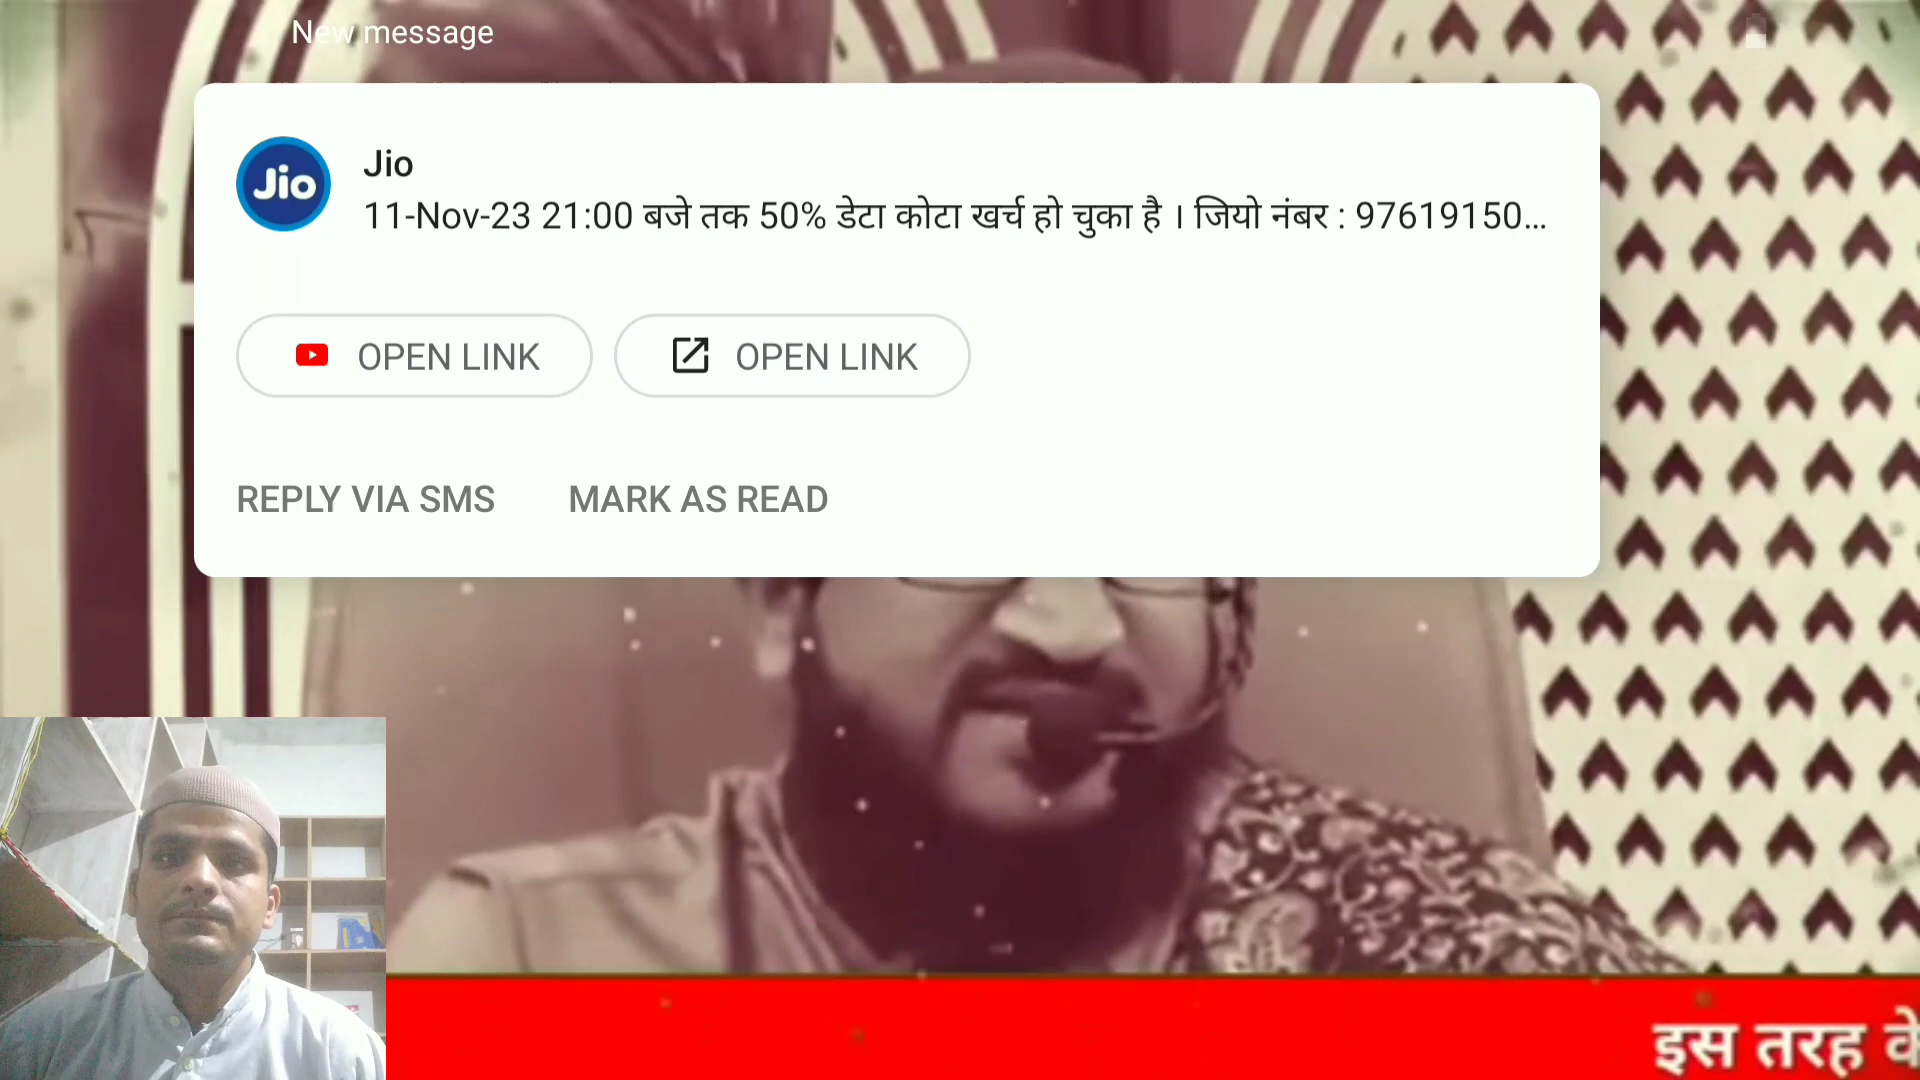 New message
Jio
Jio
11-Nov-23 21:00 बजे तक 50% डेटा कोटा खर्च हो चुका है । जियो नंबर : 97619150...
OPEN LINK
OPEN LINK
REPLY VIA SMS
MARK AS READ
इस तरह के